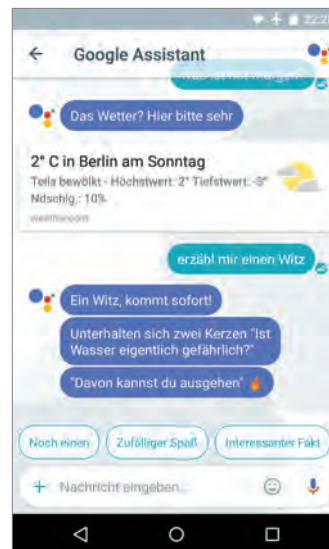 Google Assistant
Das Wetter? Hier bitte sehr
2° C in Berlin am Sonntag
Teils bewölkt - Höchstwert: 2° Tiefstwert: -3°
Ndschlg.: 10%
erzähl mir einen Witz
Ein Witz, kommt sofort!
Unterhalten sich zwei Kerzen "Ist
Wasser eigentlich gefährlich?"
"Davon kannst du ausgehen"
Noch einen
Zufälliger Spaß
Interessanter Fakt
Nachricht eingeben...